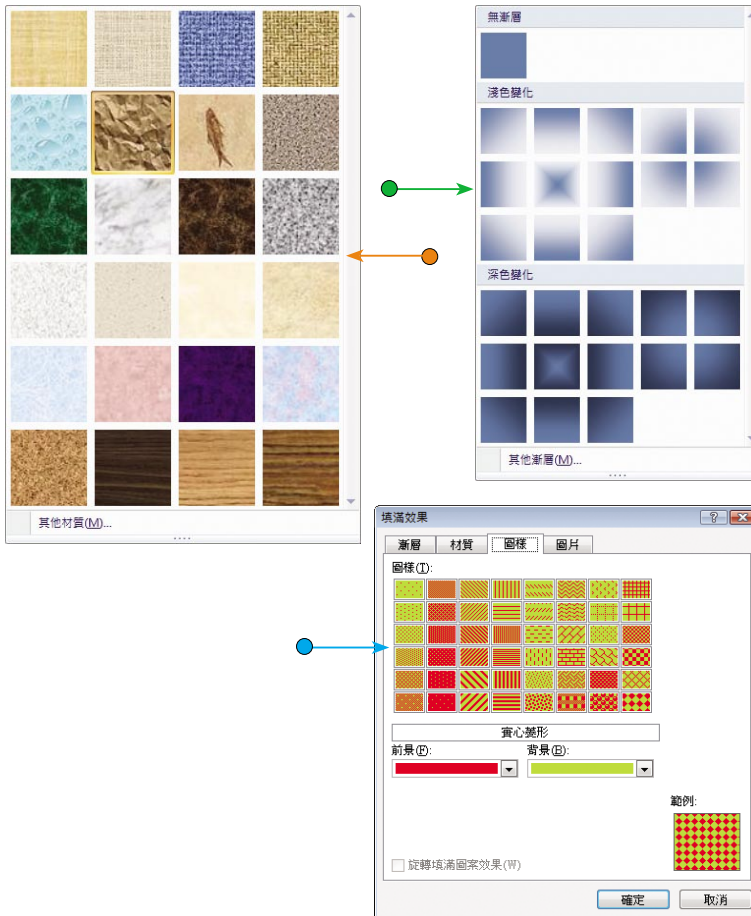 其他材質(M)...
無漸層
淺色變化
深色變化
其他漸層(M)...
填滿效果
漸層 材質 圖樣 圖片
圖樣(I):
實心菱形
前景(F): 背景(B):
範例:
旋轉填滿圖案效果(W)
確定 取消